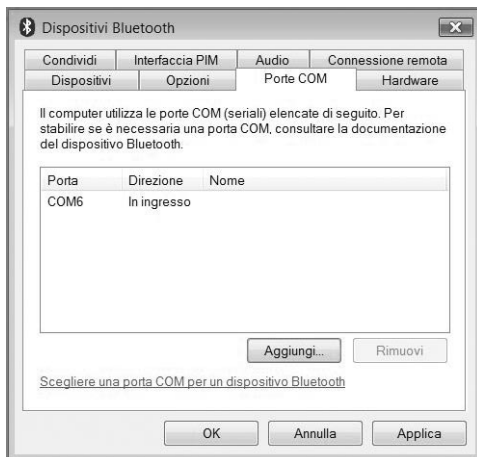 Dispositivi Bluetooth
Condividi Interfaccia PIM Audio Connessione remota
Dispositivi Opzioni Porte COM Hardware
Il computer utilizza le porte COM (seriali) elencate di seguito. Per
stabilire se è necessaria una porta COM, consultare la documentazione
del dispositivo Bluetooth.
Porta Direzione Nome
COM6 In ingresso
Aggiungi... Rimuovi
Scegliere una porta COM per un dispositivo Bluetooth
OK Annulla Applica